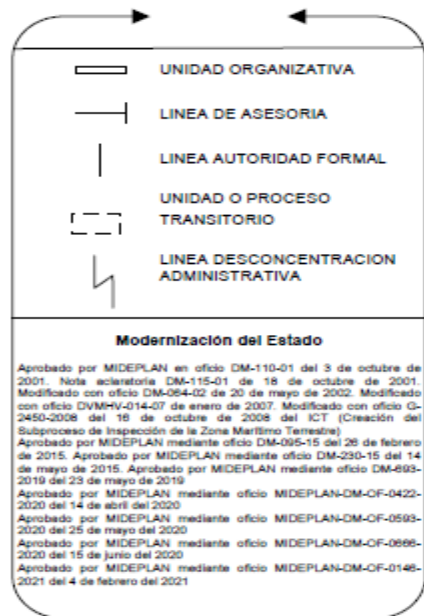 UNIDAD ORGANIZATIVA
LINEA DE ASESORIA
LINEA AUTORIDAD FORMAL
UNIDAD O PROCESO
TRANSITORIO
LINEA DESCONCENTRACION
ADMINISTRATIVA
Modernización del Estado
Aprobado por MIDEPLAN en oficio DM-110-01 del 3 de octubre de
2001. Nota aclaratoria DM-115-01 de 18 de octubre de 2001.
Modificado con oficio DM-064-02 de 20 de mayo de 2002. Modificado
con oficio DVMHV-014-07 de enero de 2007. Modificado con oficio G-
2450-2008 del 16 de octubre de 2008 del ICT (Creación del
Subproceso de Inspección de la Zona Marítimo Terrestre)
Aprobado por MIDEPLAN mediante oficio DM-095-15 del 26 de febrero
de 2015. Aprobado por MIDEPLAN mediante oficio DM-230-15 del 14
de mayo de 2015. Aprobado por MIDEPLAN mediante oficio DM-693-
2019 del 23 de mayo de 2019
Aprobado por MIDEPLAN mediante oficio MIDEPLAN-DM-OF-0422-
2020 del 14 de abril del 2020
Aprobado por MIDEPLAN mediante oficio MIDEPLAN-DM-OF-0593-
2020 del 25 de mayo del 2020
Aprobado por MIDEPLAN mediante oficio MIDEPLAN-DM-OF-0666-
2020 del 15 de junio del 2020
Aprobado por MIDEPLAN mediante oficio MIDEPLAN-DM-OF-0146-
2021 del 4 de febrero del 2021